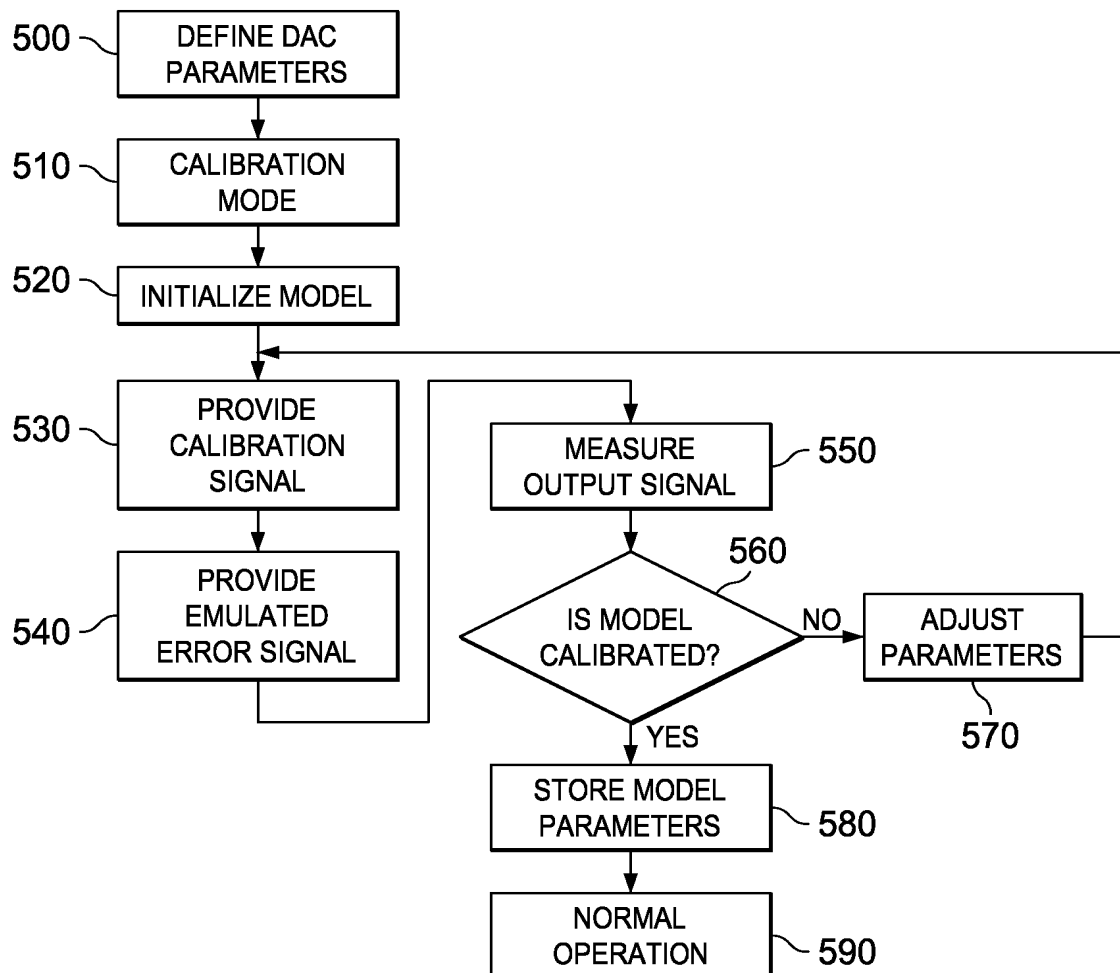 500
DEFINE DAC
PARAMETERS
510
CALIBRATION
MODE
520
INITIALIZE MODEL
530
PROVIDE
CALIBRATION
SIGNAL
540
PROVIDE
EMULATED
ERROR SIGNAL
MEASURE
OUTPUT SIGNAL
550
560
IS MODEL
CALIBRATED?
NO
ADJUST
PARAMETERS
570
YES
STORE MODEL
PARAMETERS
580
NORMAL
OPERATION
590